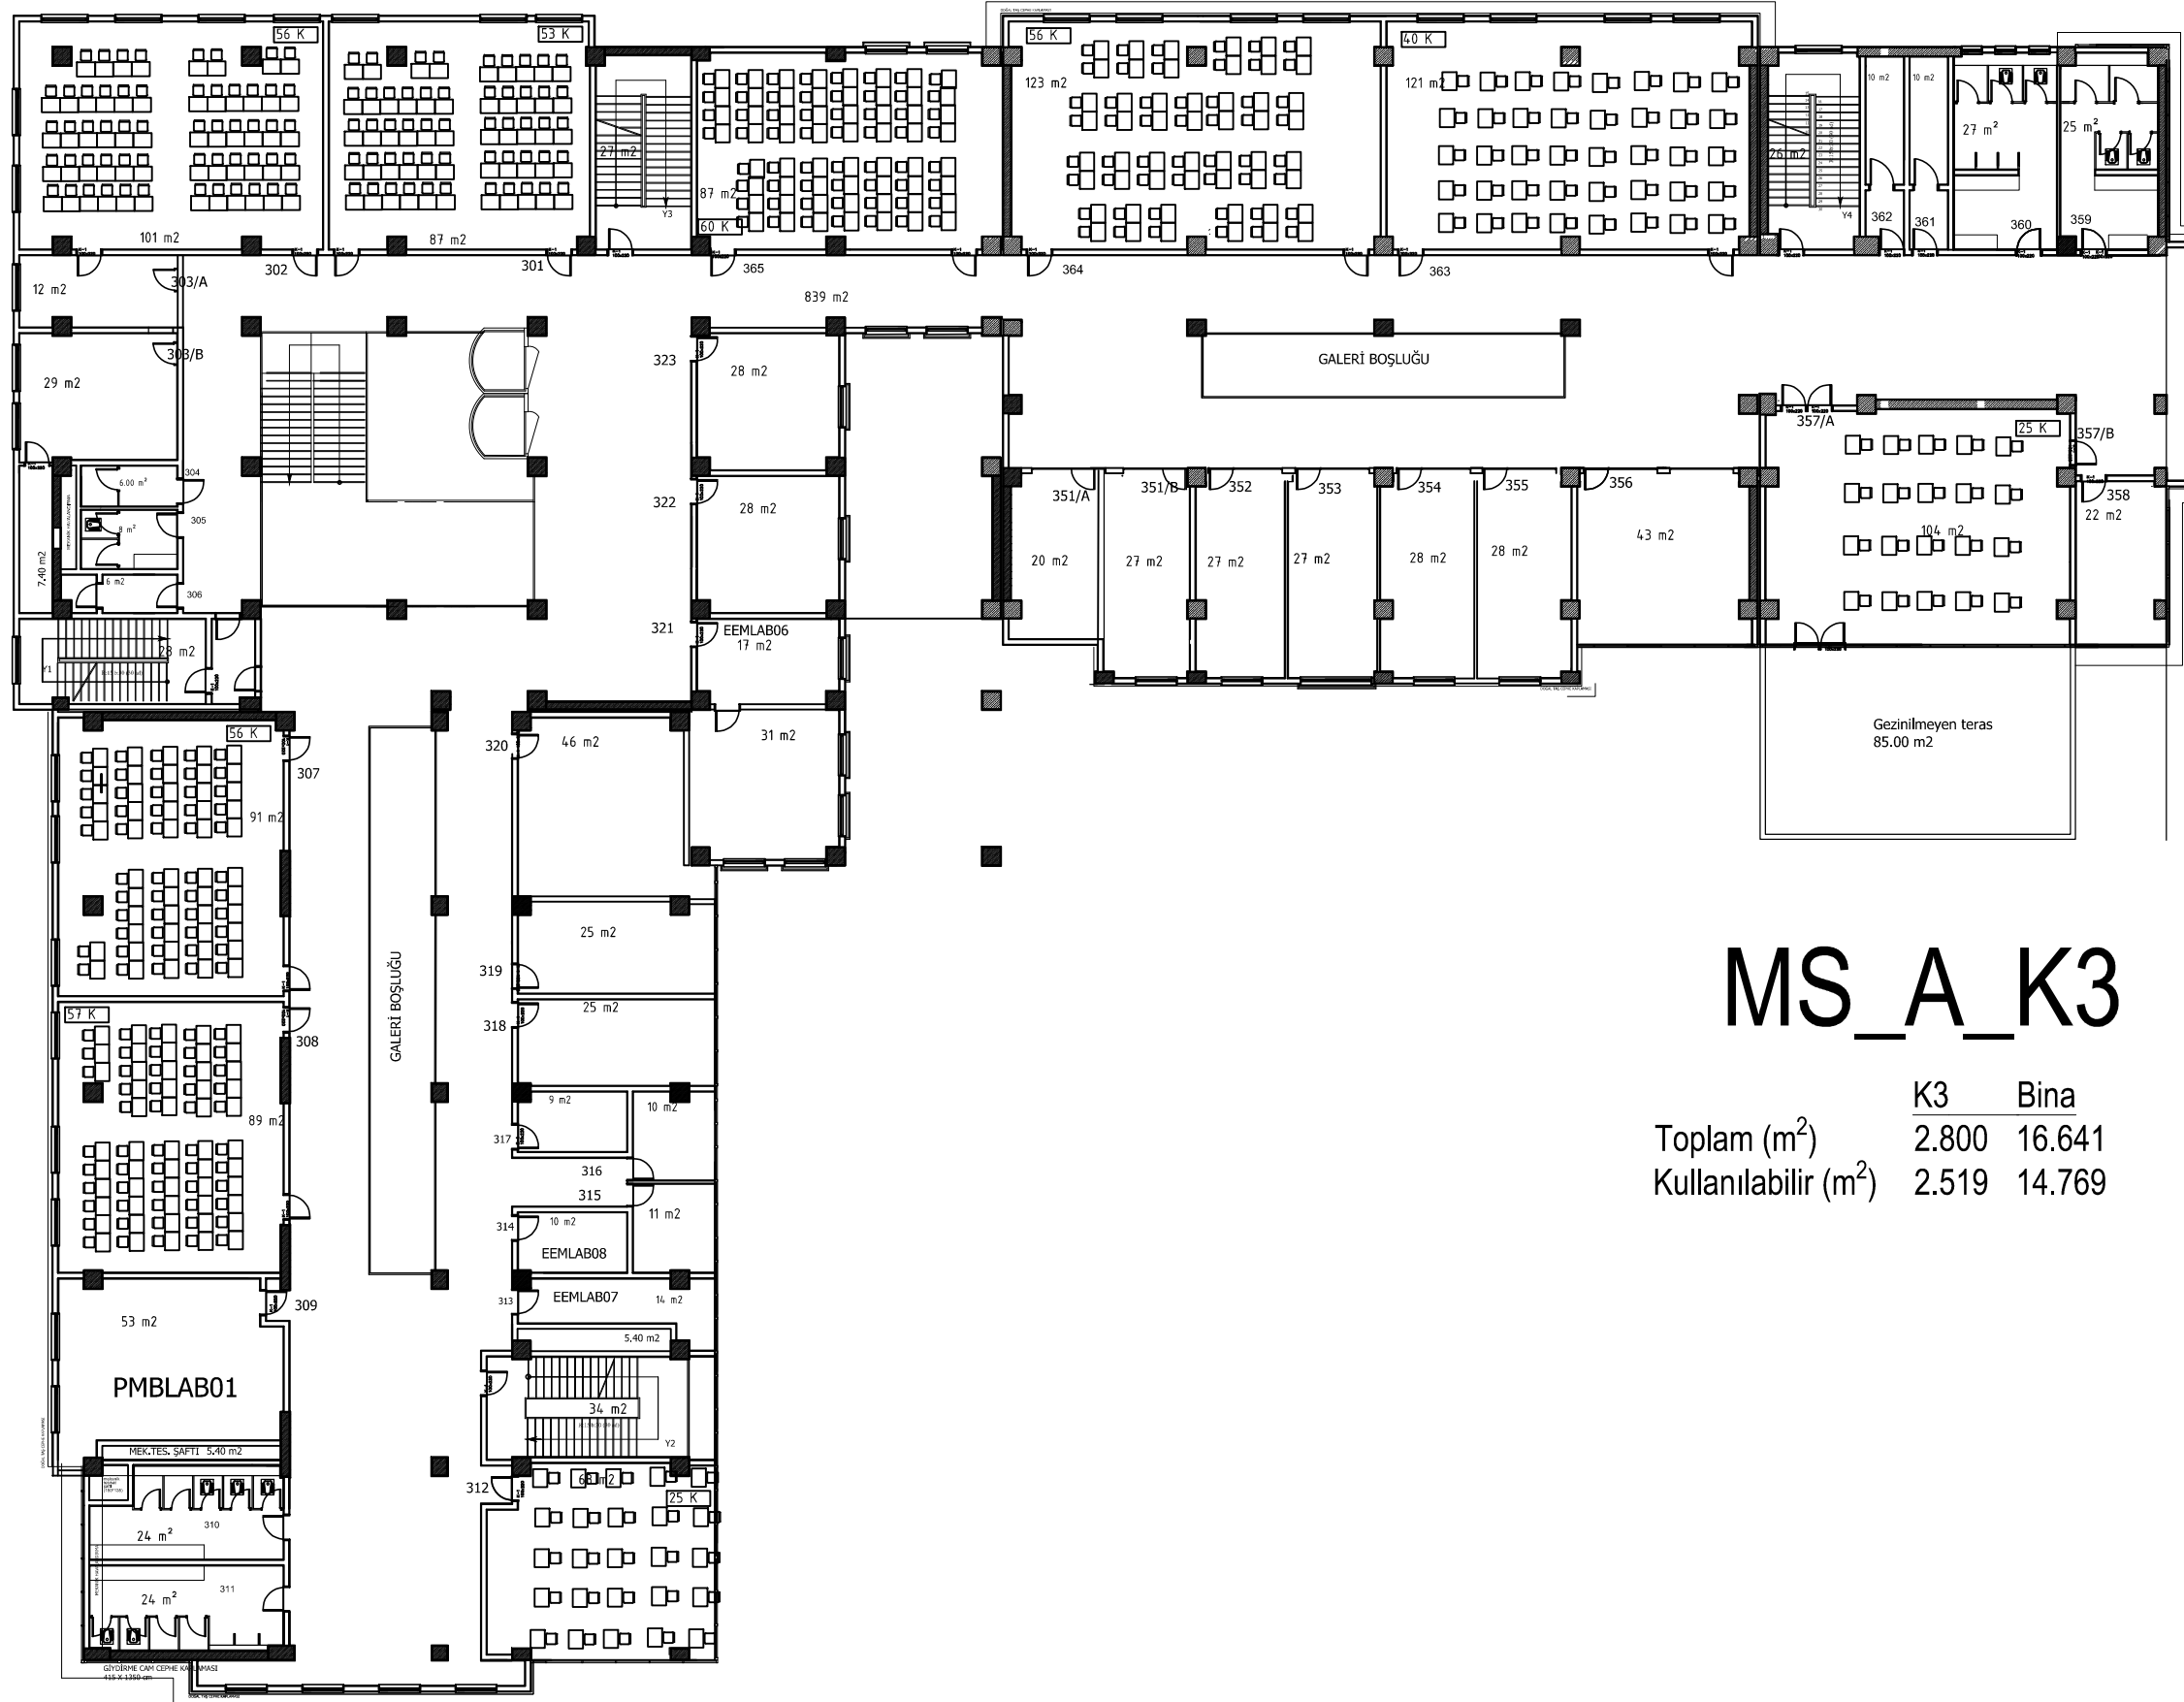 56 K
53 K
56 K
40 K
123 m2
121 m2
10 m2
10 m2
27 m²
25 m²
27 m2
26 m2
87 m2
60 K
Y3
Y4
362
361
360
359
101 m2
87 m2
302
301
365
364
363
303/A
12 m2
839 m2
303/B
29 m2
323
28 m2
GALERİ BOŞLUĞU
357/A
25 K
357/B
304
6.00 m²
305
8 m²
7.40 m2
6 m2
306
322
28 m2
351/A
351/B
352
353
354
355
356
358
22 m2
104 m2
43 m2
20 m2
27 m2
27 m2
27 m2
28 m2
28 m2
321
EEMLAB06
17 m2
28 m2
Y1
56 K
307
91 m2
320
46 m2
31 m2
Gezinilmeyen teras
85.00 m2
GALERİ BOŞLUĞU
25 m2
319
25 m2
318
57 K
308
89 m2
MS_A_K3
K3 Bina
Toplam (m²) 2.800 16.641
Kullanılabilir (m²) 2.519 14.769
9 m2
10 m2
317
316
315
314
10 m2
11 m2
EEMLAB08
313
EEMLAB07
14 m2
5.40 m2
309
53 m2
PMBLAB01
34 m2
Y2
MEK.TES. ŞAFTI 5.40 m2
312
68 m2
25 K
24 m²
310
24 m²
311
GİYDİRME CAM CEPHE KAPLAMASI
415 X 1350 cm